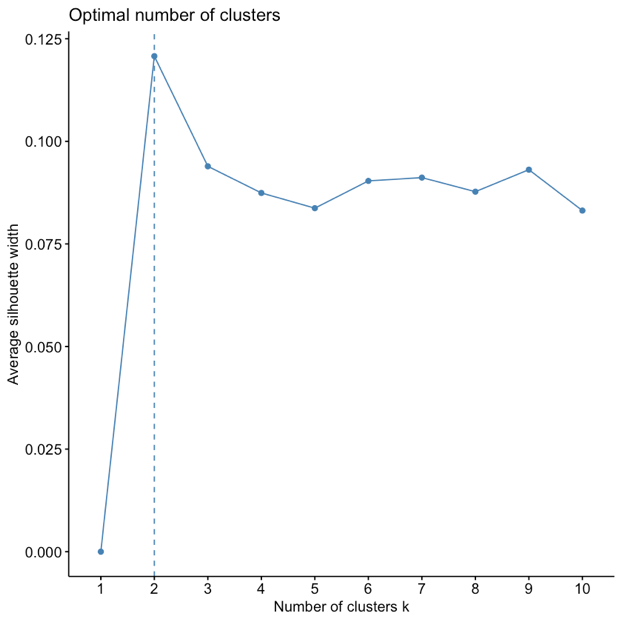 Optimal number of clusters
0.125
0.100
0.075
0.050
0.025
0.000
Average silhouette width
1 2 3 4 5 6 7 8 9 10
Number of clusters k